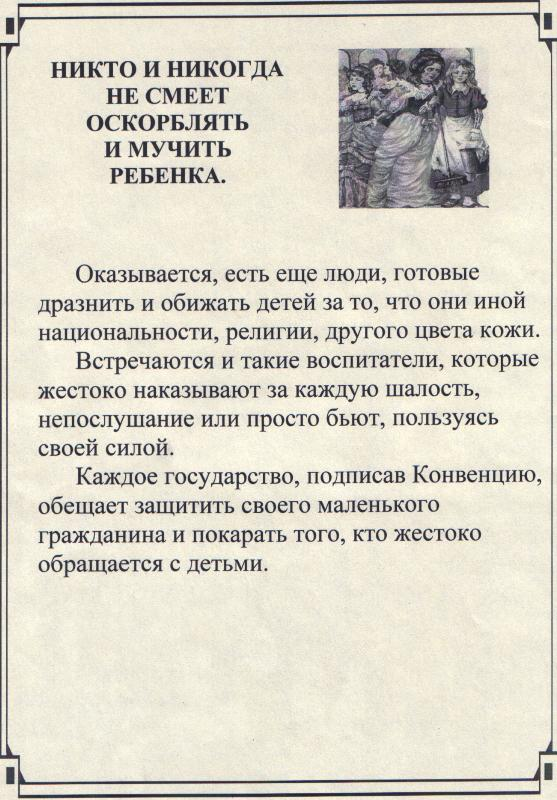 НИКТО И НИКОГДА
НЕ СМЕЕТ
ОСКОРБЛЯТЬ
И МУЧИТЬ
РЕБЕНКА.
Оказывается, есть еще люди, готовые
дразнить и обижать детей за то, что они иной
национальности, религии, другого цвета кожи.
Встречаются и такие воспитатели, которые
жестоко наказывают за каждую шалость,
непослушание или просто бьют, пользуясь
своей силой.
Каждое государство, подписав Конвенцию,
обещает защитить своего маленького
гражданина и покарать того, кто жестоко
обращается с детьми.